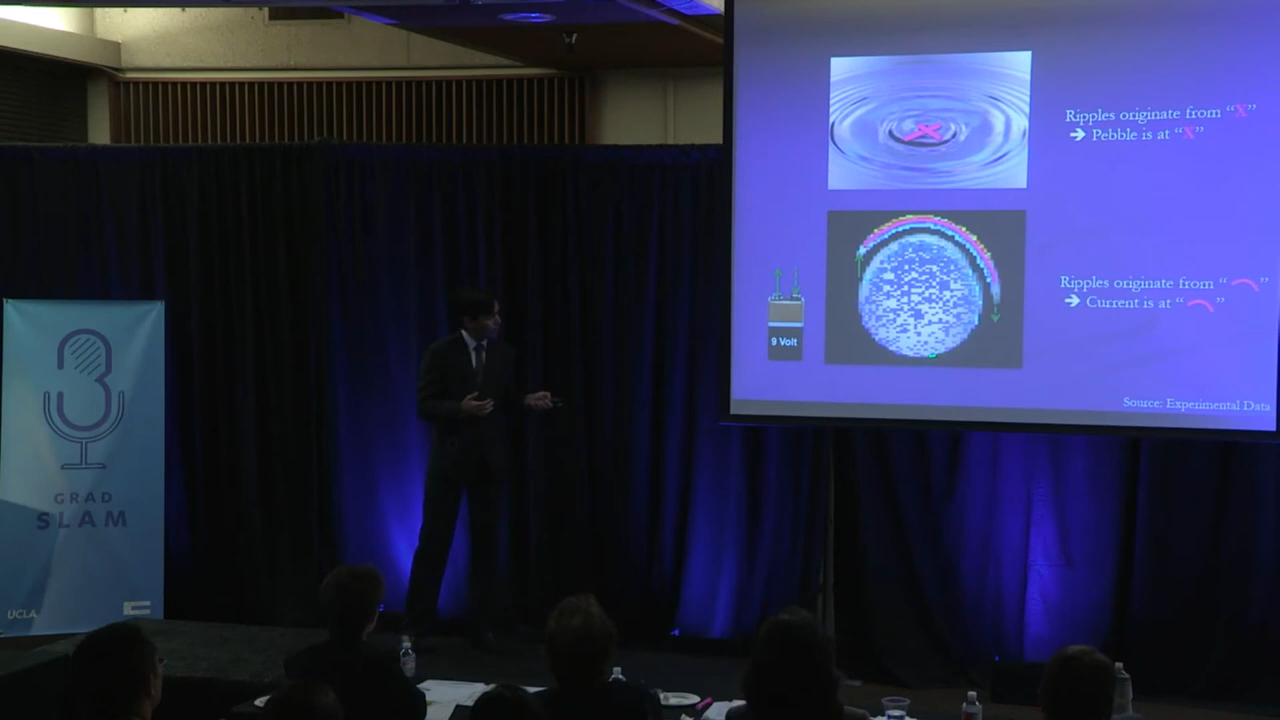 Ripples originate from “X”
➔ Pebble is at “X”
Ripples originate from “ ”
➔ Current is at “ ”
9 Volt
Source: Experimental Data
3
GRAD
SLAM
UCLA